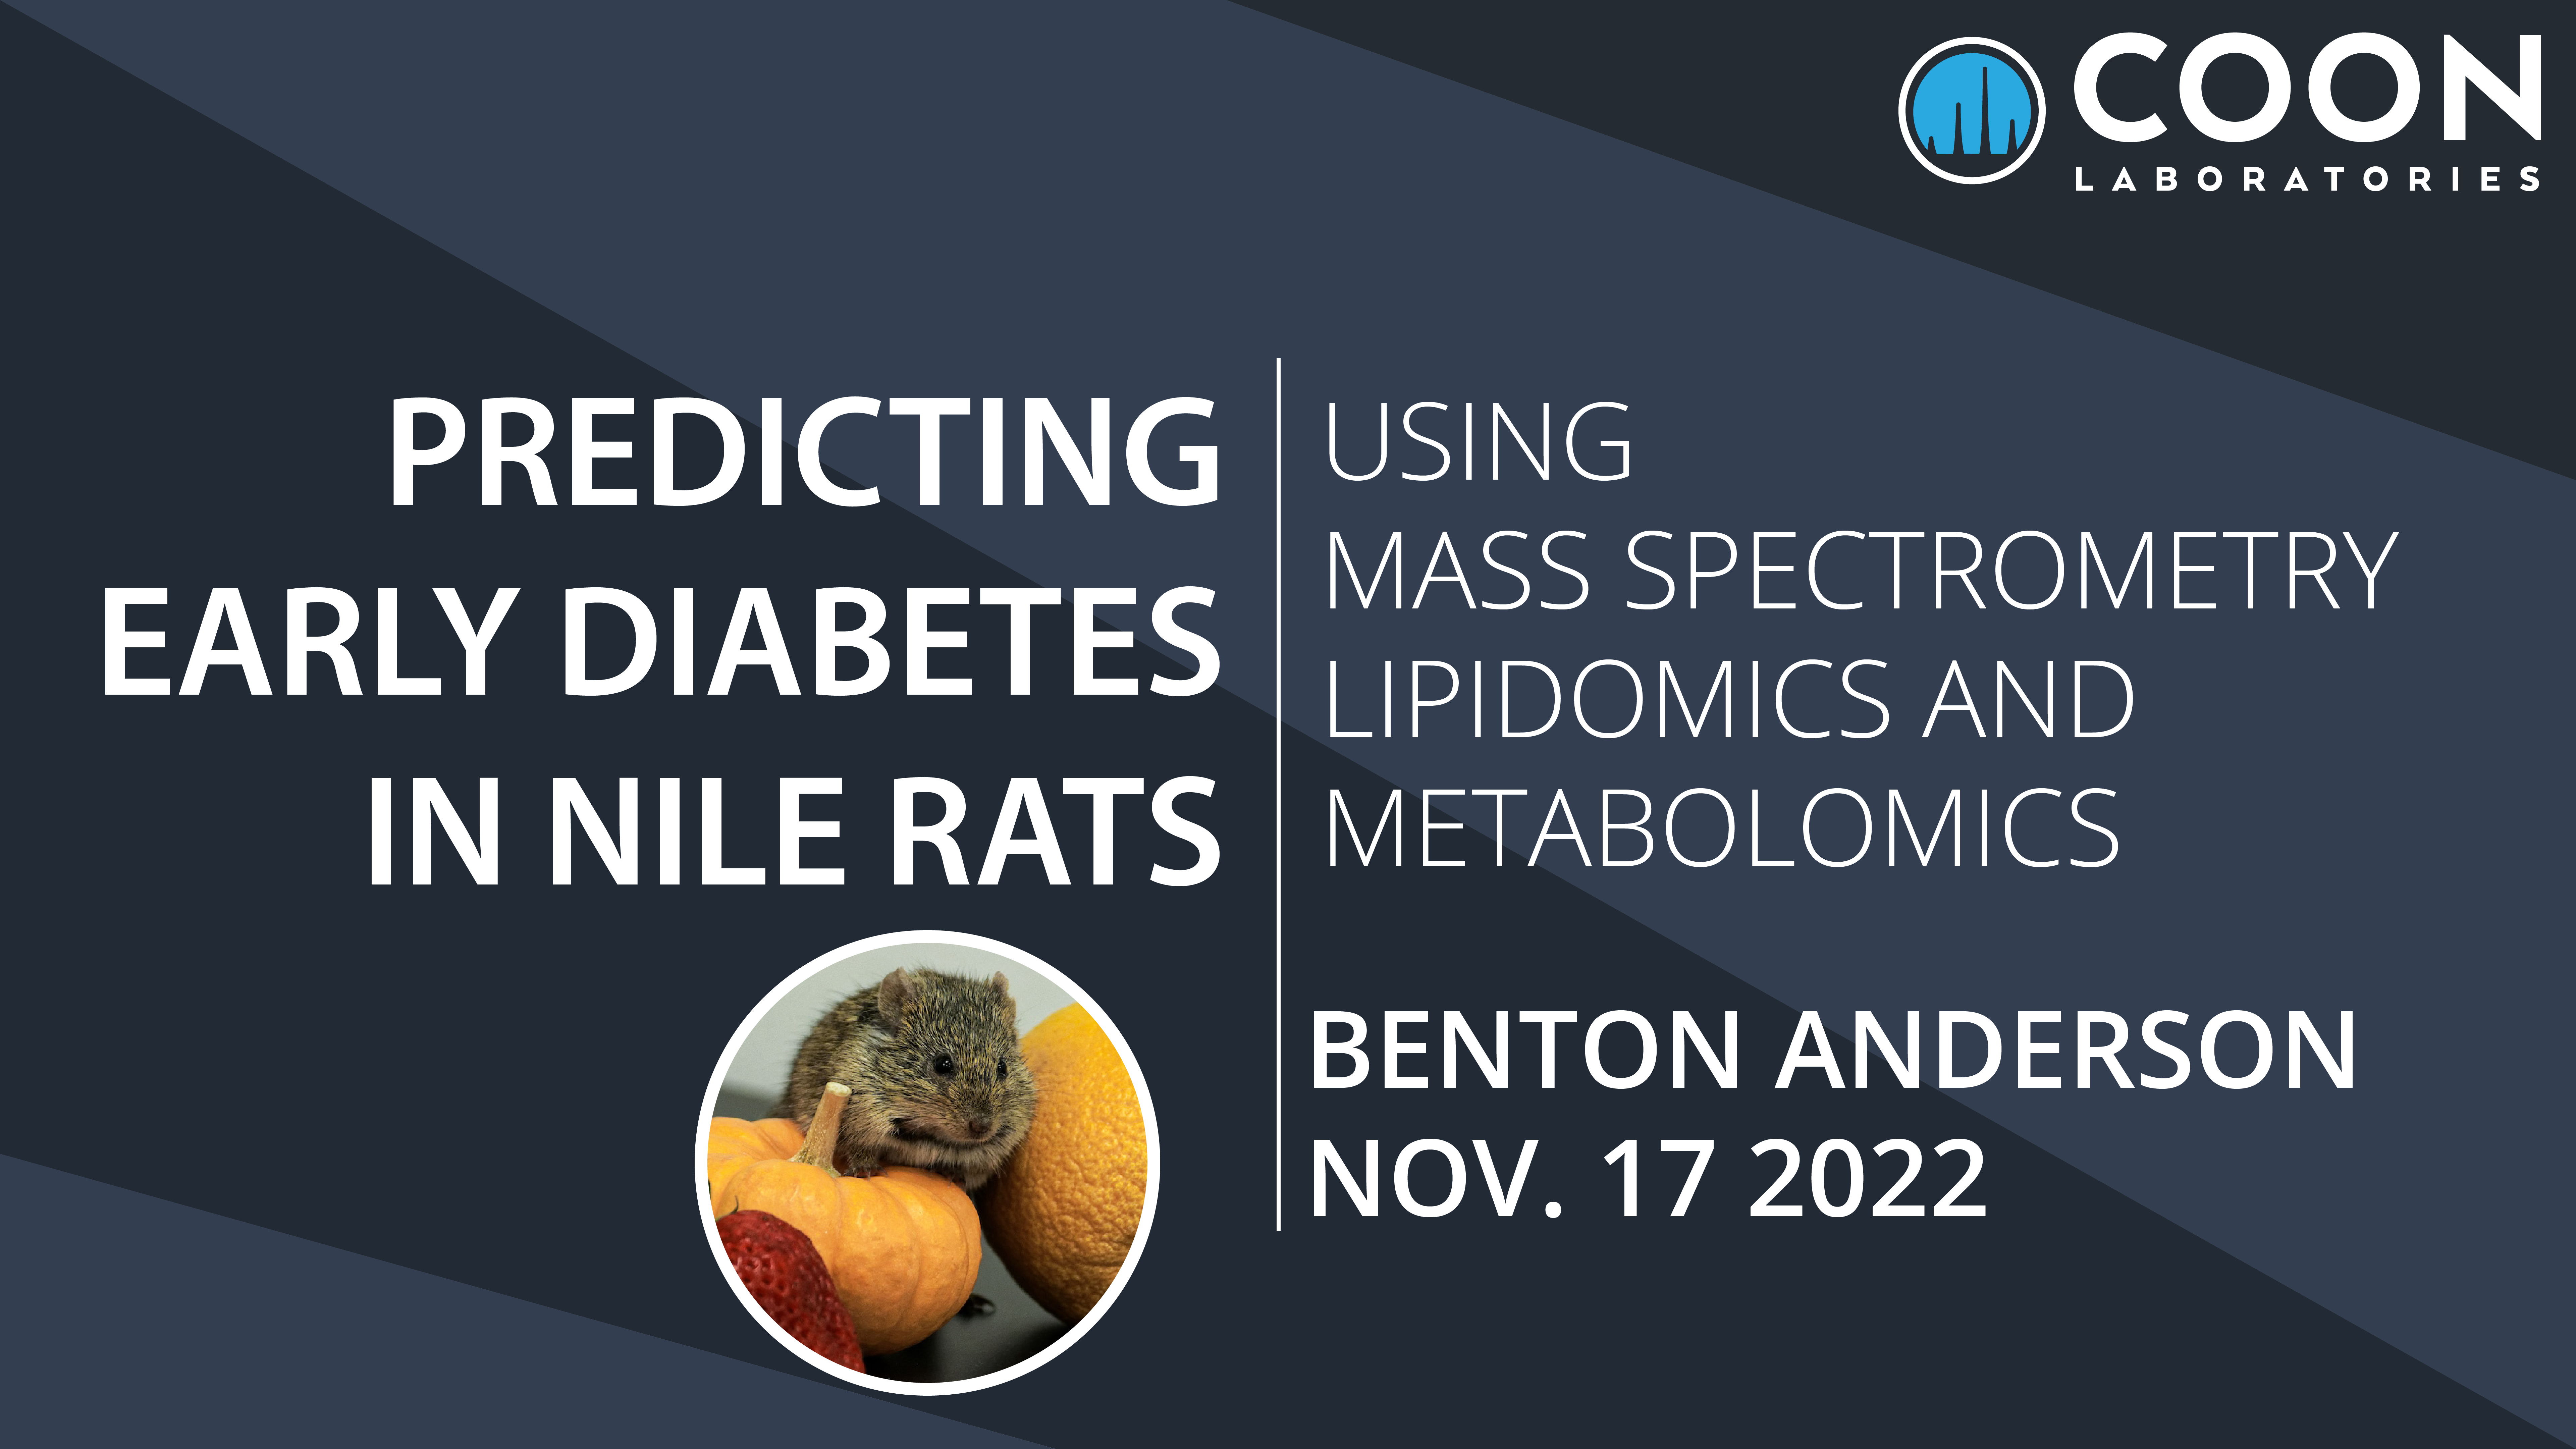 COON
LABORATORIES
PREDICTING
EARLY DIABETES
IN NILE RATS
USING
MASS SPECTROMETRY
LIPIDOMICS AND
METABOLOMICS
BENTON ANDERSON
NOV. 17 2022